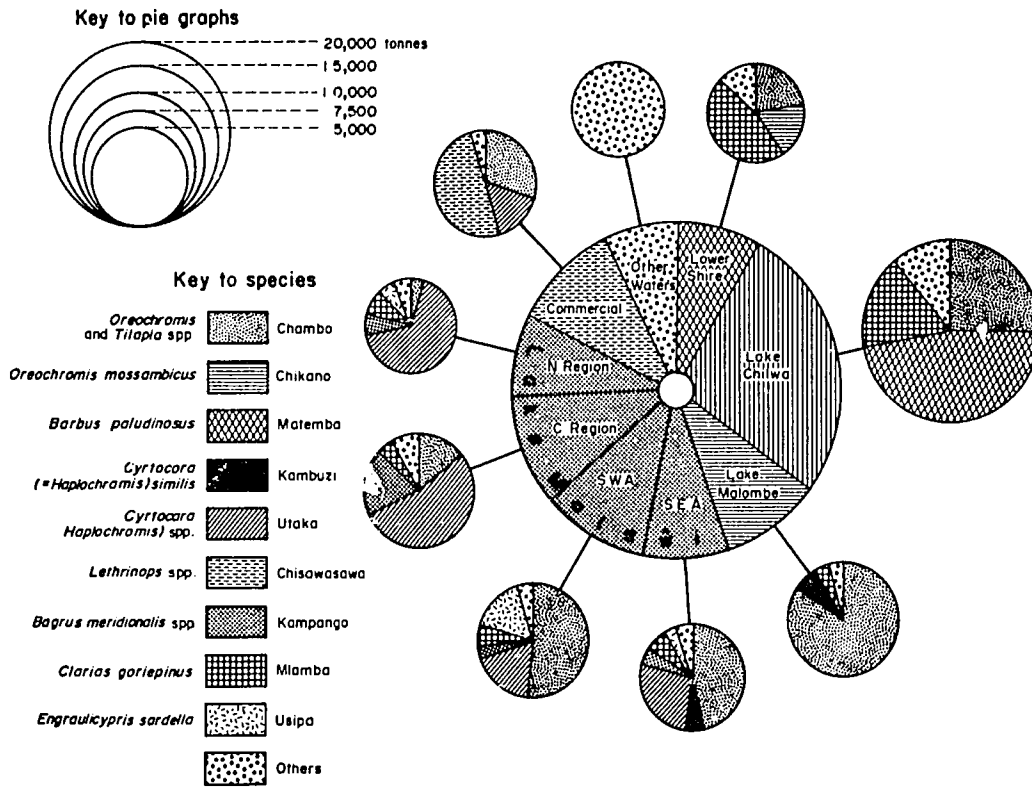 Key to pie graphs
20,000 tonnes
15,000
10,000
7,500
5,000
Key to species
Oreochromis and Tilapia spp Chambo
Oreochromis mossambicus Chikano
Barbus paludinosus Matemba
Cyrtocara (=Haplochromis) similis Kambuzi
Cyrtocara Haplochromis) spp. Utaka
Lethrinops spp. Chisawasawa
Bagrus meridionalis spp Kampango
Clarias gariepinus Mlamba
Engraulicypris sardella Usipa
Others
Other Waters
Lower Shire
Commercial
Lake Chilwa
N Region
C. Region
SWA
S.E.A.
Lake Malombe